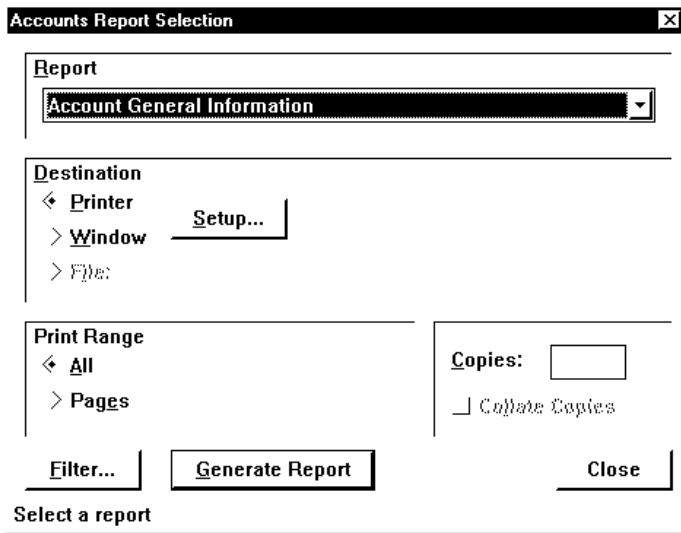 Accounts Report Selection
Report
Account General Information
Destination
Printer
Setup...
Window
File:
Print Range
All
Pages
Copies:
Collate Copies
Filter...
Generate Report
Close
Select a report